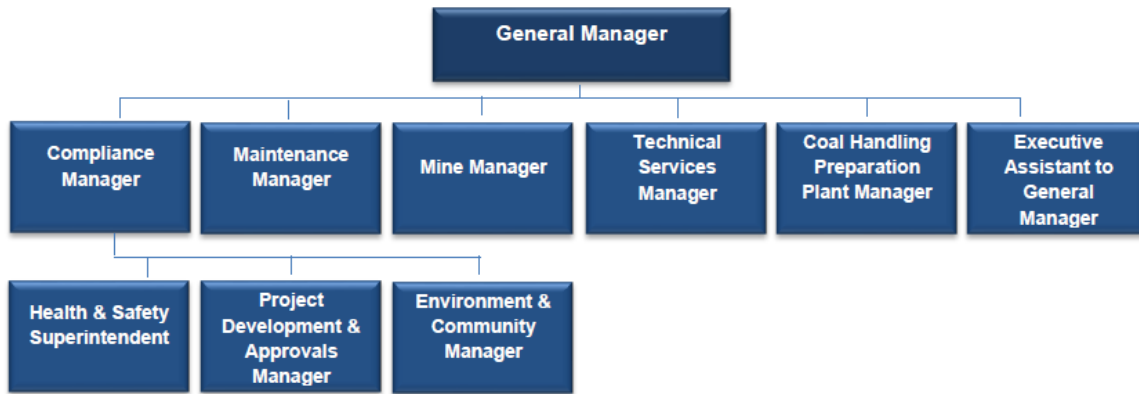 General Manager
Compliance
Manager
Maintenance
Manager
Mine Manager
Technical
Services
Manager
Coal Handling
Preparation
Plant Manager
Executive
Assistant to
General
Manager
Health & Safety
Superintendent
Project
Development &
Approvals
Manager
Environment &
Community
Manager